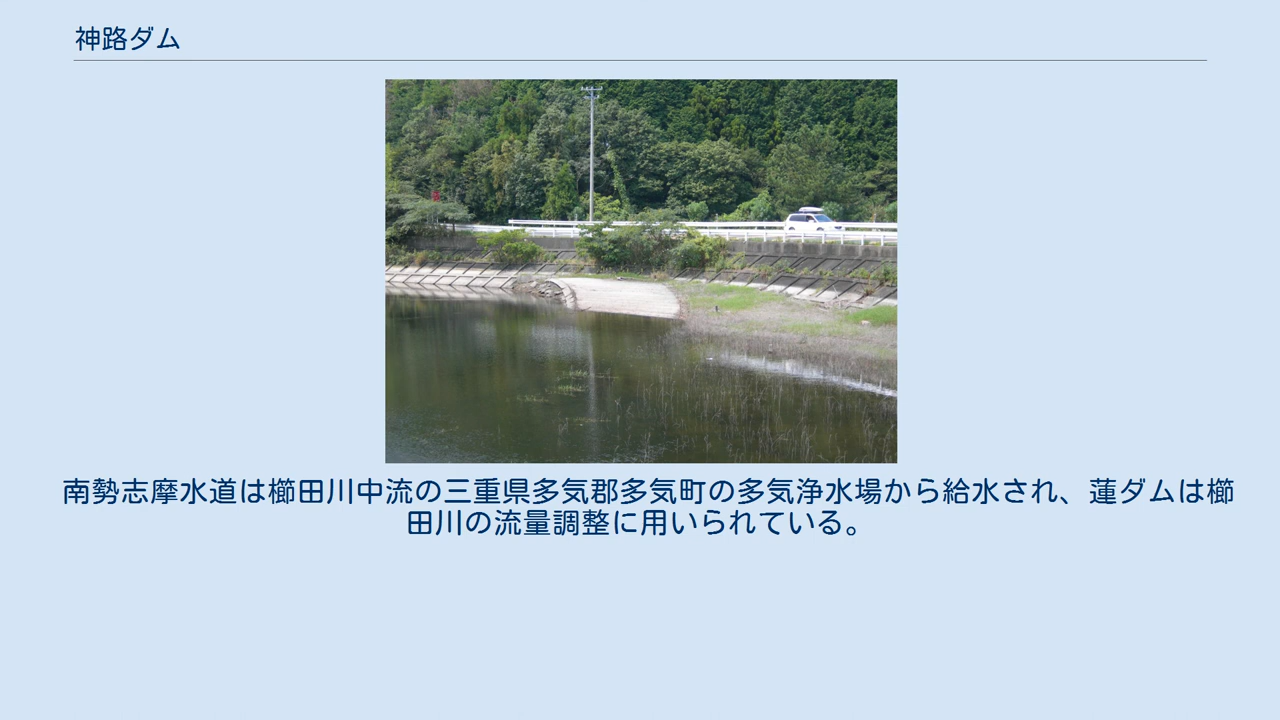 神路ダム
南勢志摩水道は櫛田川中流の三重県多気郡多気町の多気浄水場から給水され、蓮ダムは櫛
田川の流量調整に用いられている。